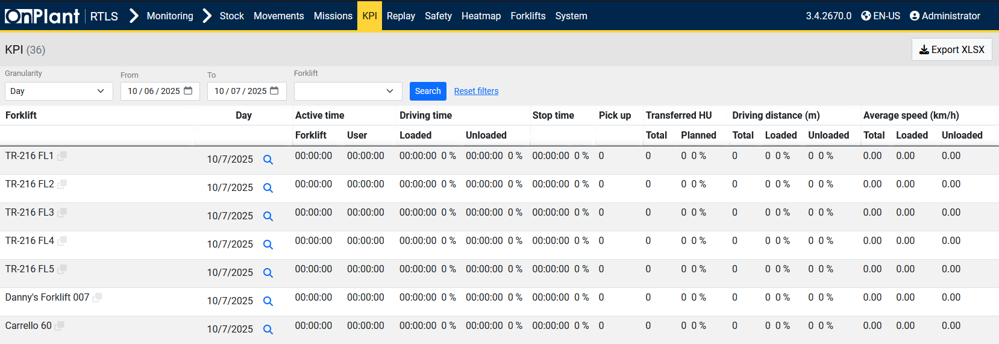 OnPlant RTLS Monitoring Stock Movements Missions KPI Replay Safety Heatmap Forklifts System 3.4.2670.0 EN-US Administrator
KPI (36) Export XLSX
Granularity From To Forklift
Day 10 / 06 / 2025 10 / 07 / 2025 Search Reset filters
Forklift Day Active time Driving time Stop time Pick up Transferred HU Driving distance (m) Average speed (km/h)
Forklift User Loaded Unloaded Total Planned Total Loaded Unloaded Total Loaded Unloaded
TR-216 FL1 10/7/2025 00:00:00 00:00:00 00:00:00 0 % 00:00:00 0 % 00:00:00 0 % 0 0 0 0 % 0 0 0 % 0 0 % 0.00 0.00 0.00
TR-216 FL2 10/7/2025 00:00:00 00:00:00 00:00:00 0 % 00:00:00 0 % 00:00:00 0 % 0 0 0 0 % 0 0 0 % 0 0 % 0.00 0.00 0.00
TR-216 FL3 10/7/2025 00:00:00 00:00:00 00:00:00 0 % 00:00:00 0 % 00:00:00 0 % 0 0 0 0 % 0 0 0 % 0 0 % 0.00 0.00 0.00
TR-216 FL4 10/7/2025 00:00:00 00:00:00 00:00:00 0 % 00:00:00 0 % 00:00:00 0 % 0 0 0 0 % 0 0 0 % 0 0 % 0.00 0.00 0.00
TR-216 FL5 10/7/2025 00:00:00 00:00:00 00:00:00 0 % 00:00:00 0 % 00:00:00 0 % 0 0 0 0 % 0 0 0 % 0 0 % 0.00 0.00 0.00
Danny's Forklift 007 10/7/2025 00:00:00 00:00:00 00:00:00 0 % 00:00:00 0 % 00:00:00 0 % 0 0 0 0 % 0 0 0 % 0 0 % 0.00 0.00 0.00
Carrello 60 10/7/2025 00:00:00 00:00:00 00:00:00 0 % 00:00:00 0 % 00:00:00 0 % 0 0 0 0 % 0 0 0 % 0 0 % 0.00 0.00 0.00